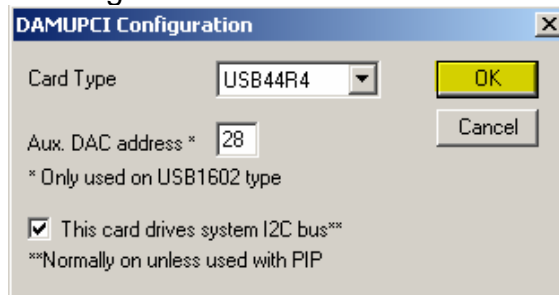 DAMUPCI Configuration
Card Type USB44R4 OK
Aux. DAC address * 28 Cancel
* Only used on USB1602 type
This card drives system I2C bus**
**Normally on unless used with PIP